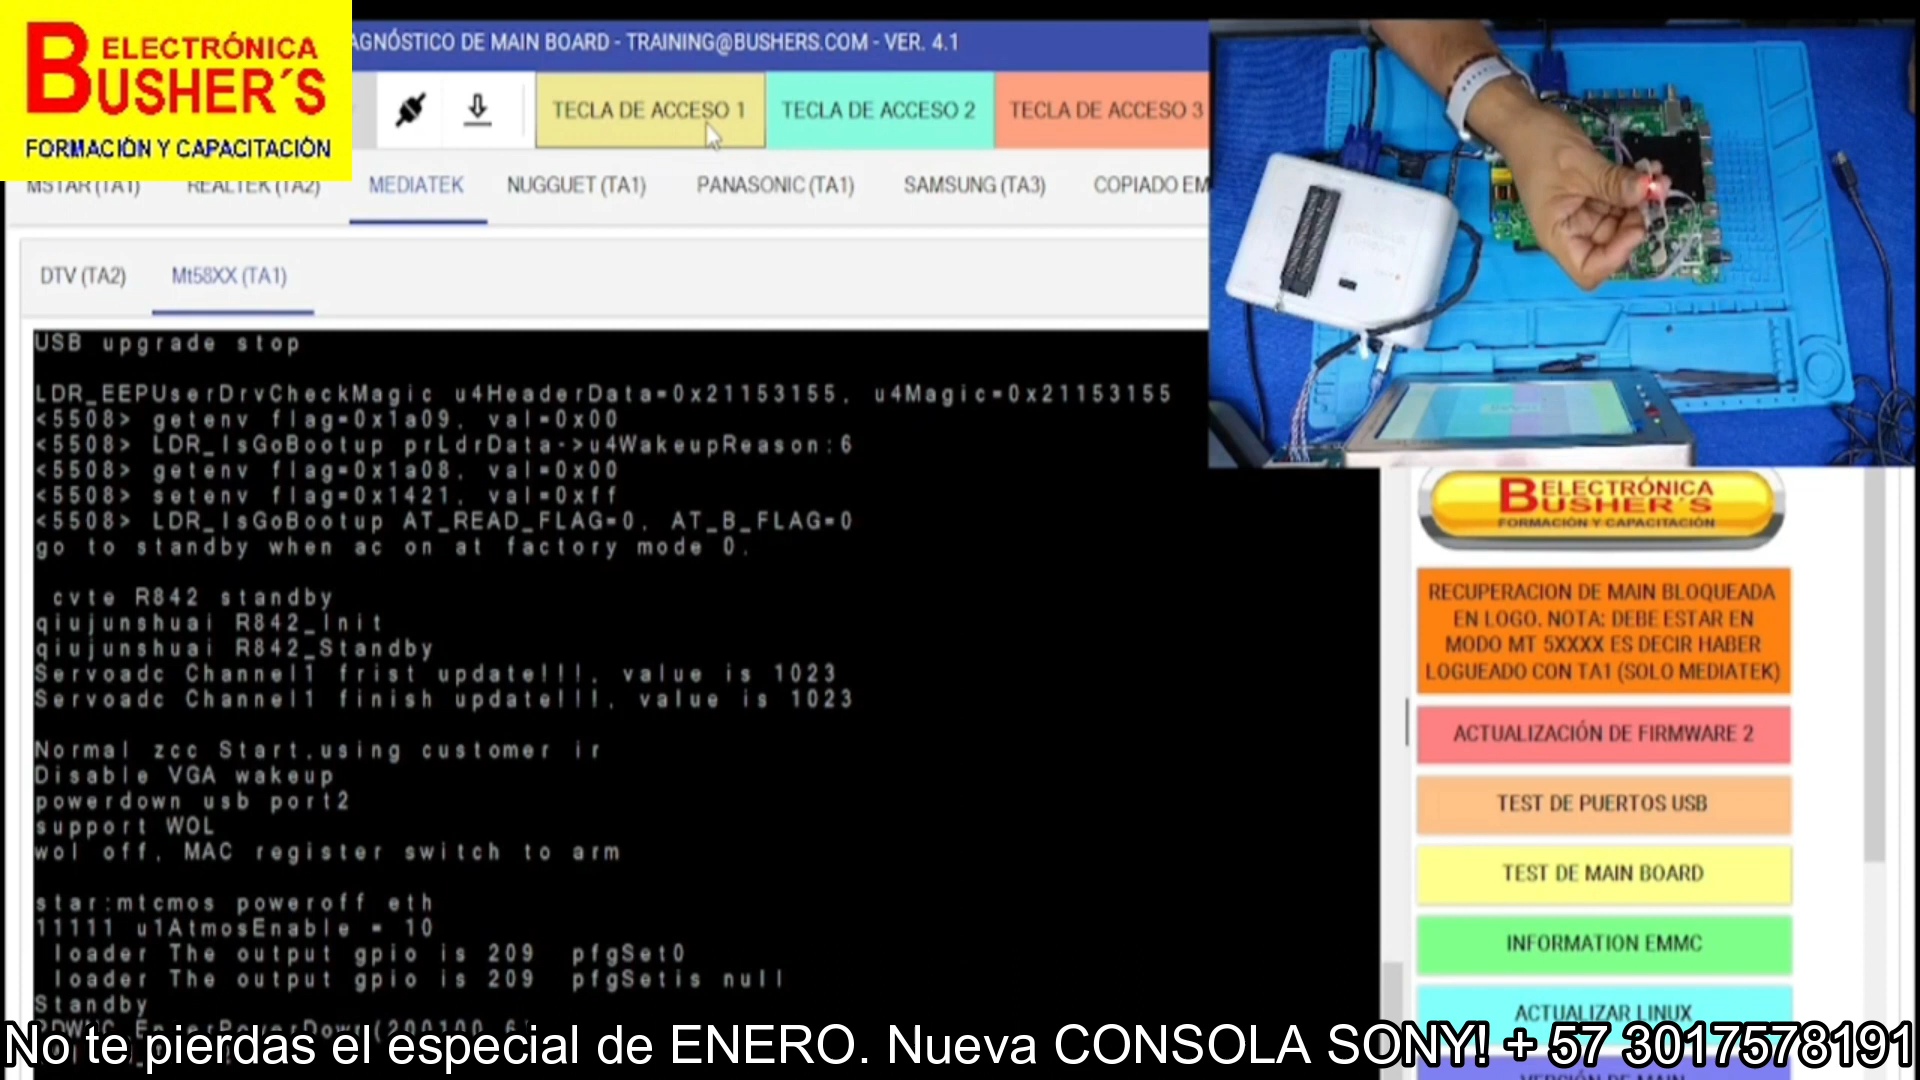 BUSHER´S ELECTRÓNICA
FORMACIÓN Y CAPACITACIÓN
AGNÓSTICO DE MAIN BOARD - TRAINING@BUSHERS.COM - VER. 4.1
TECLA DE ACCESO 1 TECLA DE ACCESO 2 TECLA DE ACCESO 3
MSTAR (TA1) REALTEK (TA2) MEDIATEK NUGGUET (TA1) PANASONIC (TA1) SAMSUNG (TA3) COPIADO EM
DTV (TA2) Mt58XX (TA1)
USB upgrade stop
LDR_EEPUserDrvCheckMagic u4HeaderData=0x21153155, u4Magic=0x21153155
<5508> getenv flag=0x1a09, val=0x00
<5508> LDR_IsGoBootup prLdrData->u4WakeupReason:6
<5508> getenv flag=0x1a08, val=0x00
<5508> setenv flag=0x1421, val=0xff
<5508> LDR_IsGoBootup AT_READ_FLAG=0, AT_B_FLAG=0
go to standby when ac on at factory mode 0.
cvte R842 standby
qiujunshuai R842_Init
qiujunshuai R842_Standby
Servoadc Channel1 frist update!!!, value is 1023
Servoadc Channel1 finish update!!!, value is 1023
Normal zcc Start,using customer ir
Disable VGA wakeup
powerdown usb port2
support WOL
wol off, MAC register switch to arm
star:mtcmos poweroff eth
11111 u1AtmosEnable = 10
loader The output gpio is 209 pfgSet0
loader The output gpio is 209 pfgSetis null
Standby
BUSHER´S ELECTRÓNICA
FORMACIÓN Y CAPACITACIÓN
RECUPERACION DE MAIN BLOQUEADA
EN LOGO. NOTA: DEBE ESTAR EN
MODO MT 5XXXX ES DECIR HABER
LOGUEADO CON TA1 (SOLO MEDIATEK)
ACTUALIZACIÓN DE FIRMWARE 2
TEST DE PUERTOS USB
TEST DE MAIN BOARD
INFORMATION EMMC
ACTUALIZAR LINUX
No te pierdas el especial de ENERO. Nueva CONSOLA SONY! + 57 3017578191